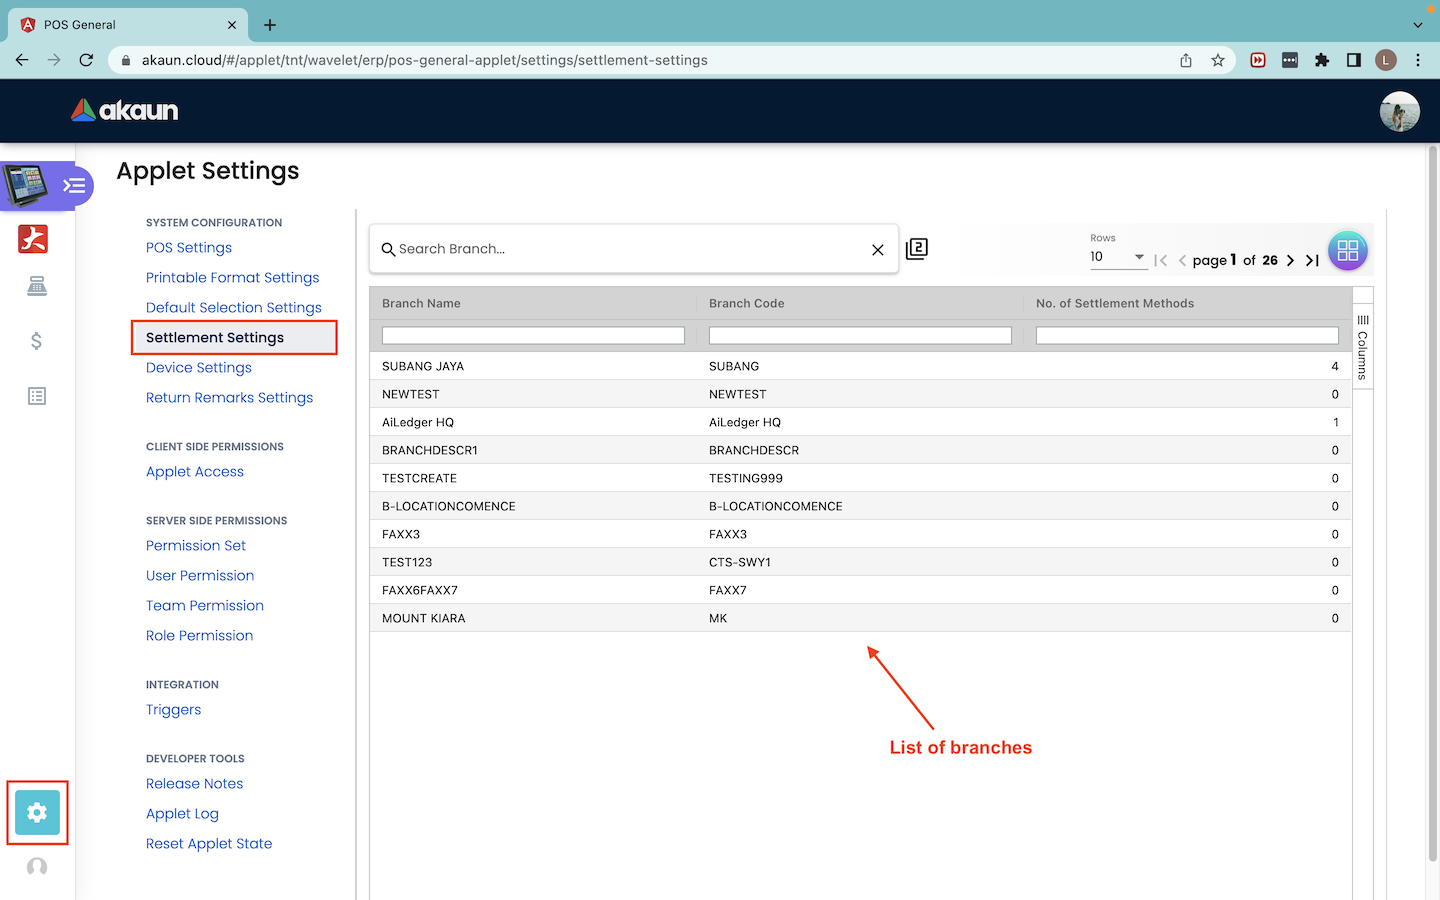 POS General
akaun.cloud/#/applet/tnt/wavelet/erp/pos-general-applet/settings/settlement-settings
L
akaun
Applet Settings
SYSTEM CONFIGURATION
POS Settings
Printable Format Settings
Default Selection Settings
Settlement Settings
Device Settings
Return Remarks Settings
CLIENT SIDE PERMISSIONS
Applet Access
SERVER SIDE PERMISSIONS
Permission Set
User Permission
Team Permission
Role Permission
INTEGRATION
Triggers
DEVELOPER TOOLS
Release Notes
Applet Log
Reset Applet State
Search Branch...
2
Rows
10
page 1 of 26
Branch Name Branch Code No. of Settlement Methods
SUBANG JAYA SUBANG 4
NEWTEST NEWTEST 0
AiLedger HQ AiLedger HQ 1
BRANCHDESCR1 BRANCHDESCR 0
TESTCREATE TESTING999 0
B-LOCATIONCOMENCE B-LOCATIONCOMENCE 0
FAXX3 FAXX3 0
TEST123 CTS-SWY1 0
FAXX6FAXX7 FAXX7 0
MOUNT KIARA MK 0
Columns
List of branches